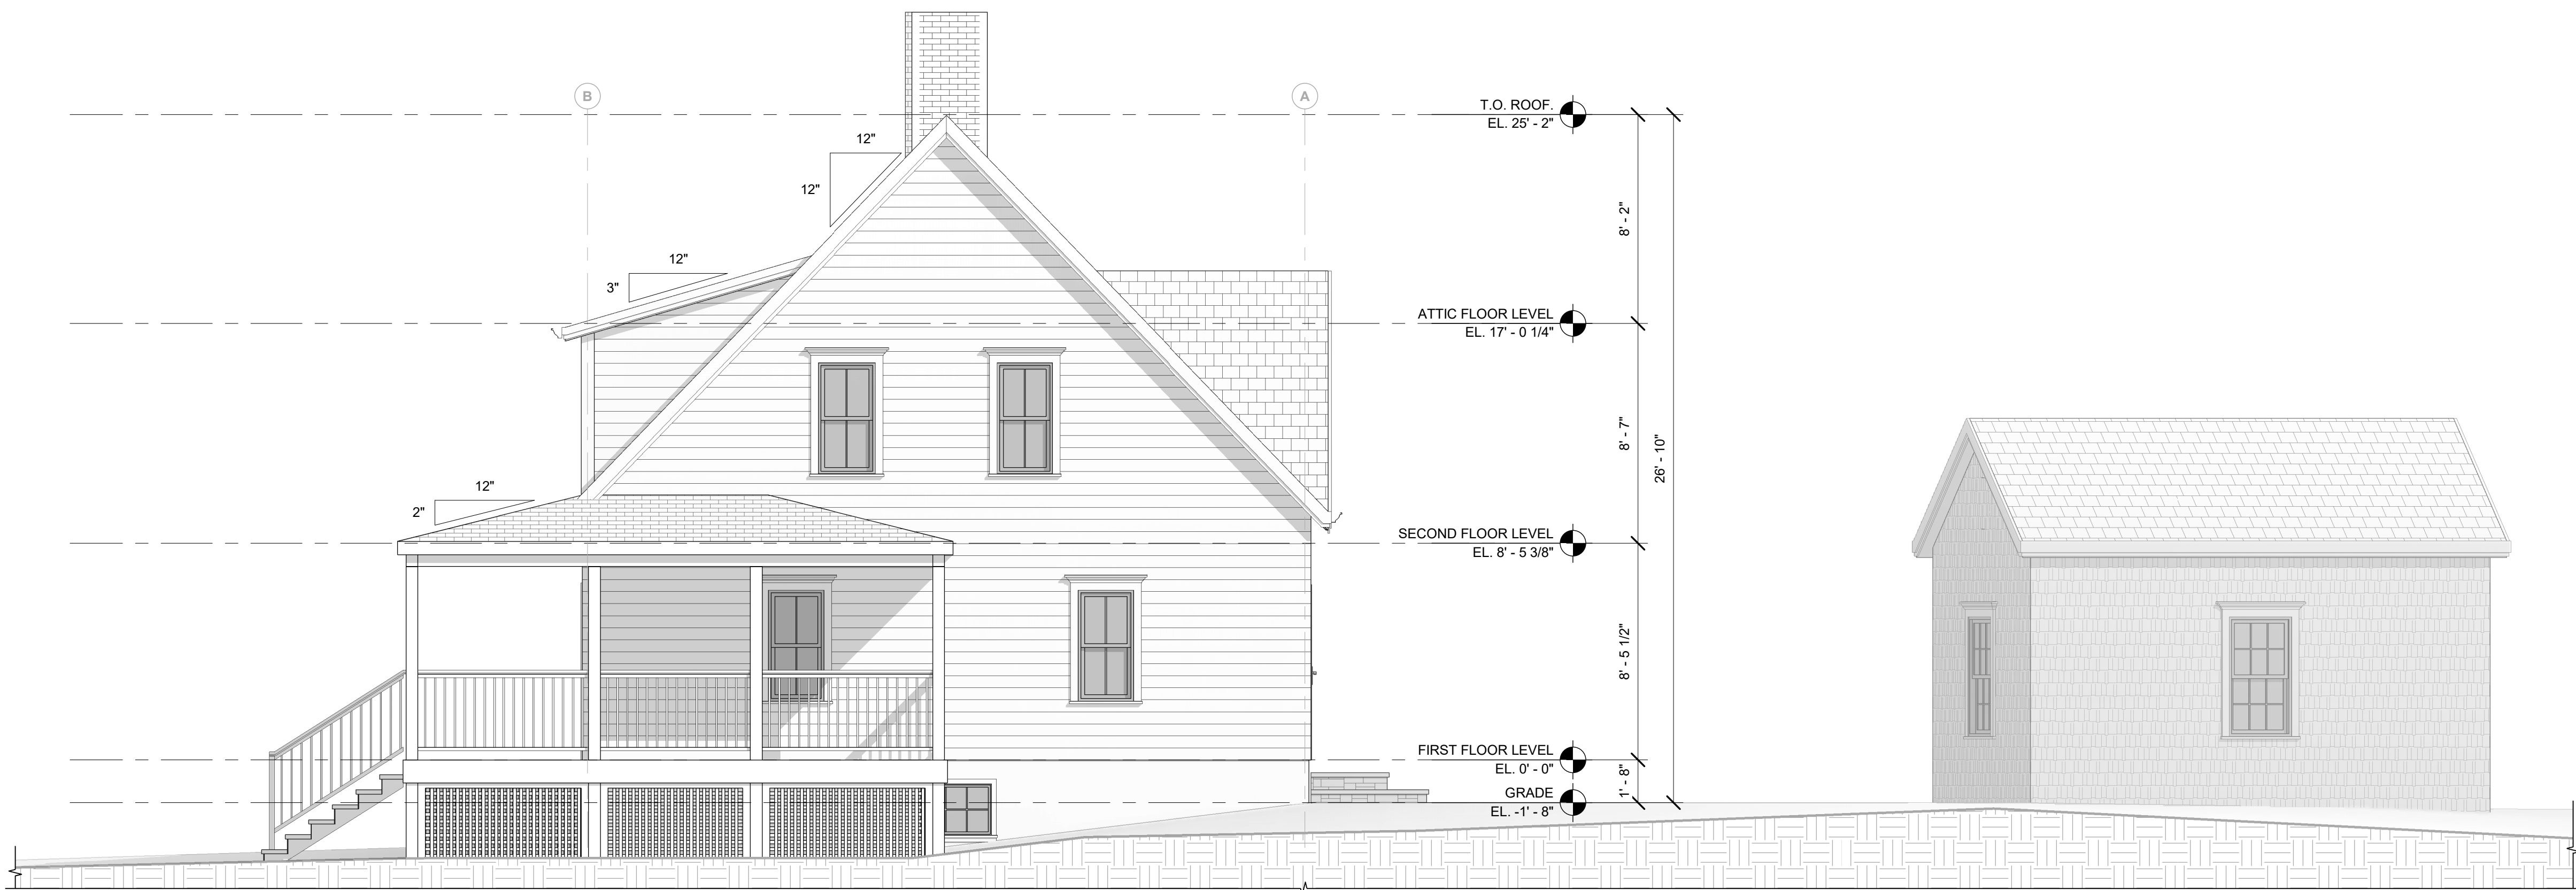 B
A
T.O. ROOF.
EL. 25' - 2"
12"
12"
8' - 2"
12"
3"
ATTIC FLOOR LEVEL
EL. 17' - 0 1/4"
8' - 7"
26' - 10"
12"
2"
SECOND FLOOR LEVEL
EL. 8' - 5 3/8"
8' - 5 1/2"
FIRST FLOOR LEVEL
EL. 0' - 0"
1' - 8"
GRADE
EL. -1' - 8"